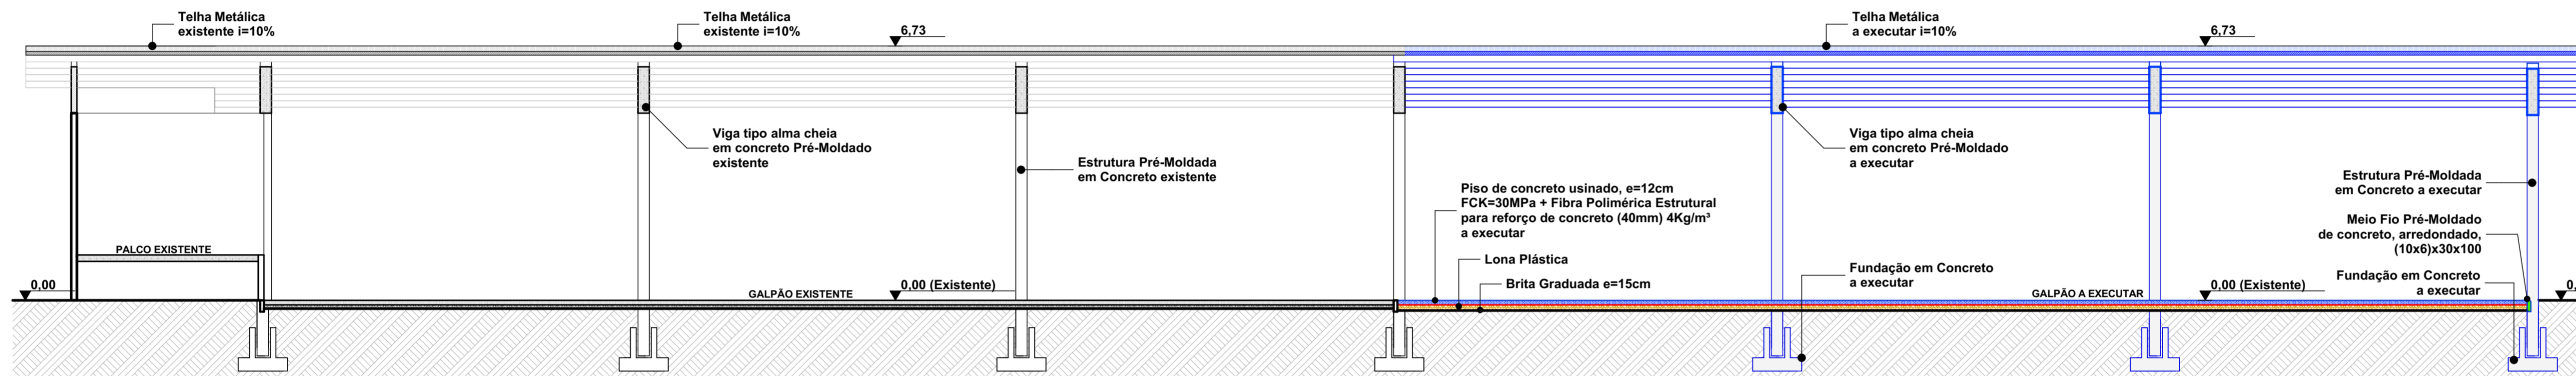 Telha Metálica
existente i=10%
Telha Metálica
existente i=10%
6,73
Telha Metálica
a executar i=10%
6,73
Viga tipo alma cheia
em concreto Pré-Moldado
existente
Estrutura Pré-Moldada
em Concreto existente
Viga tipo alma cheia
em concreto Pré-Moldado
a executar
Estrutura Pré-Moldada
em Concreto a executar
Piso de concreto usinado, e=12cm
FCK=30MPa + Fibra Polimérica Estrutural
para reforço de concreto (40mm) 4Kg/m³
a executar
Meio Fio Pré-Moldado
de concreto, arredondado,
(10x6)x30x100
PALCO EXISTENTE
Lona Plástica
Brita Graduada e=15cm
Fundação em Concreto
a executar
Fundação em Concreto
a executar
0,00
GALPÃO EXISTENTE
0,00 (Existente)
GALPÃO A EXECUTAR
0,00 (Existente)